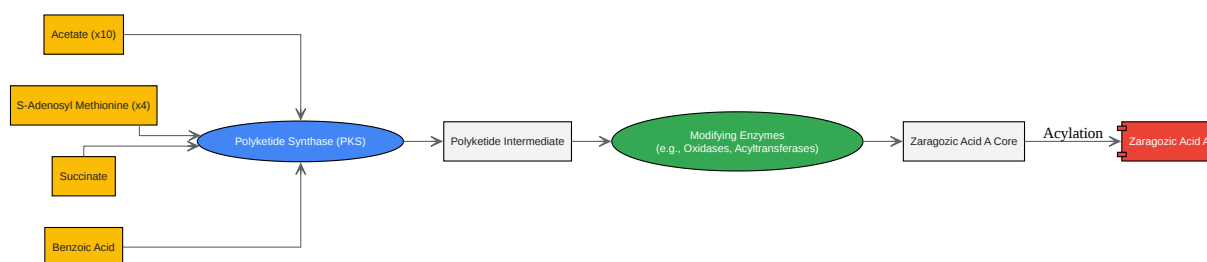 Acetate (x10)
S-Adenosyl Methionine (x4)
Succinate
Benzoic Acid
Polyketide Synthase (PKS)
Polyketide Intermediate
Modifying Enzymes
(e.g., Oxidases, Acyltransferases)
Zaragozic Acid A Core
Acylation
Zaragozic Acid A